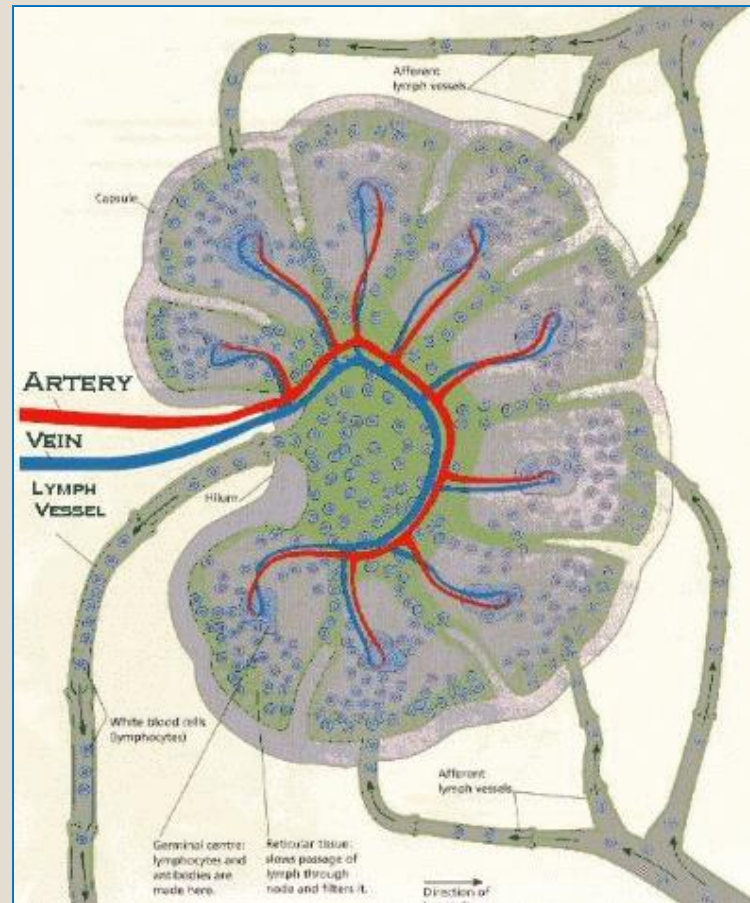 Afferent
lymph vessels
Capsule
ARTERY
VEIN
LYMPH
VESSEL
Hilum
White blood cells
(lymphocytes)
Afferent
lymph vessels
Germinal centre:
lymphocytes and
antibodies are
made here.
Reticular tissue:
slows passage of
lymph through
node and filters it.
Direction of